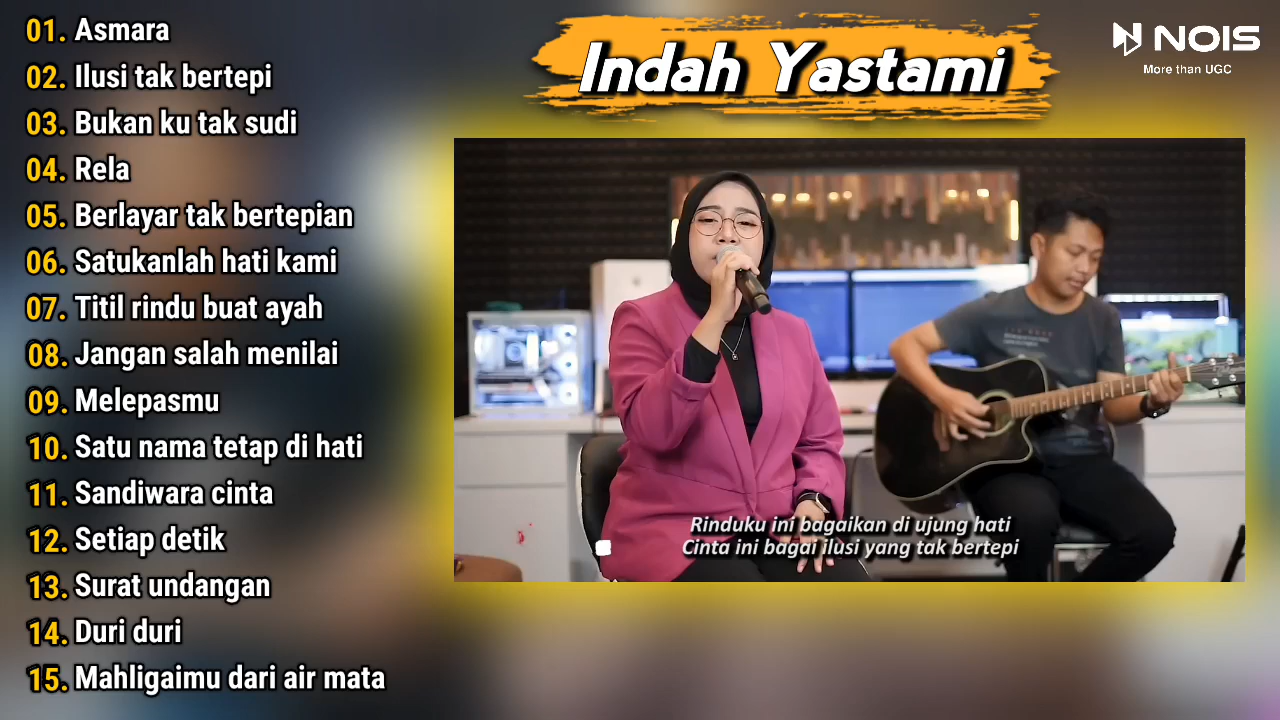 01. Asmara
02. Ilusi tak bertepi
03. Bukan ku tak sudi
04. Rela
05. Berlayar tak bertepian
06. Satukanlah hati kami
07. Titil rindu buat ayah
08. Jangan salah menilai
09. Melepasmu
10. Satu nama tetap di hati
11. Sandiwara cinta
12. Setiap detik
13. Surat undangan
14. Duri duri
15. Mahligaimu dari air mata
Indah Yastami
NOIS
More than UGC
Rinduku ini bagaikan di ujung hati
Cinta ini bagai ilusi yang tak bertepi